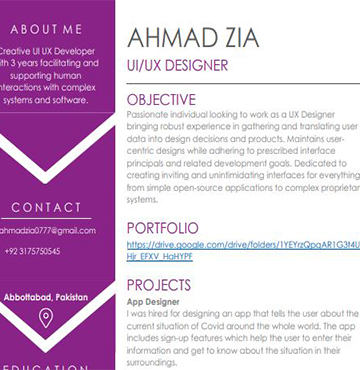 ABOUT ME
Creative UI UX Developer
with 3 years facilitating and
supporting human
interactions with complex
systems and software.
CONTACT
ahmadzia0777@gmail.com
+92 3175750545
Abbottabad, Pakistan
EDUCATION
AHMAD ZIA
UI/UX DESIGNER
OBJECTIVE
Passionate individual looking to work as a UX Designer
bringing robust experience in gathering and translating user
data into design decisions and products. Maintains user-
centric designs while adhering to prescribed interface
principals and related development goals. Dedicated to
creating inviting and unintimidating interfaces for everything
from simple open-source applications to complex proprietary
systems.
PORTFOLIO
https://drive.google.com/drive/folders/1YEYrzQpqAR1G3f4U
Hir_EFXV_HaHYPF
PROJECTS
App Designer
I was hired for designing an app that tells the user about the
current situation of Covid around the whole world. The app
includes sign-up features which help the user to enter their
information and get to know about the situation in their
surroundings.